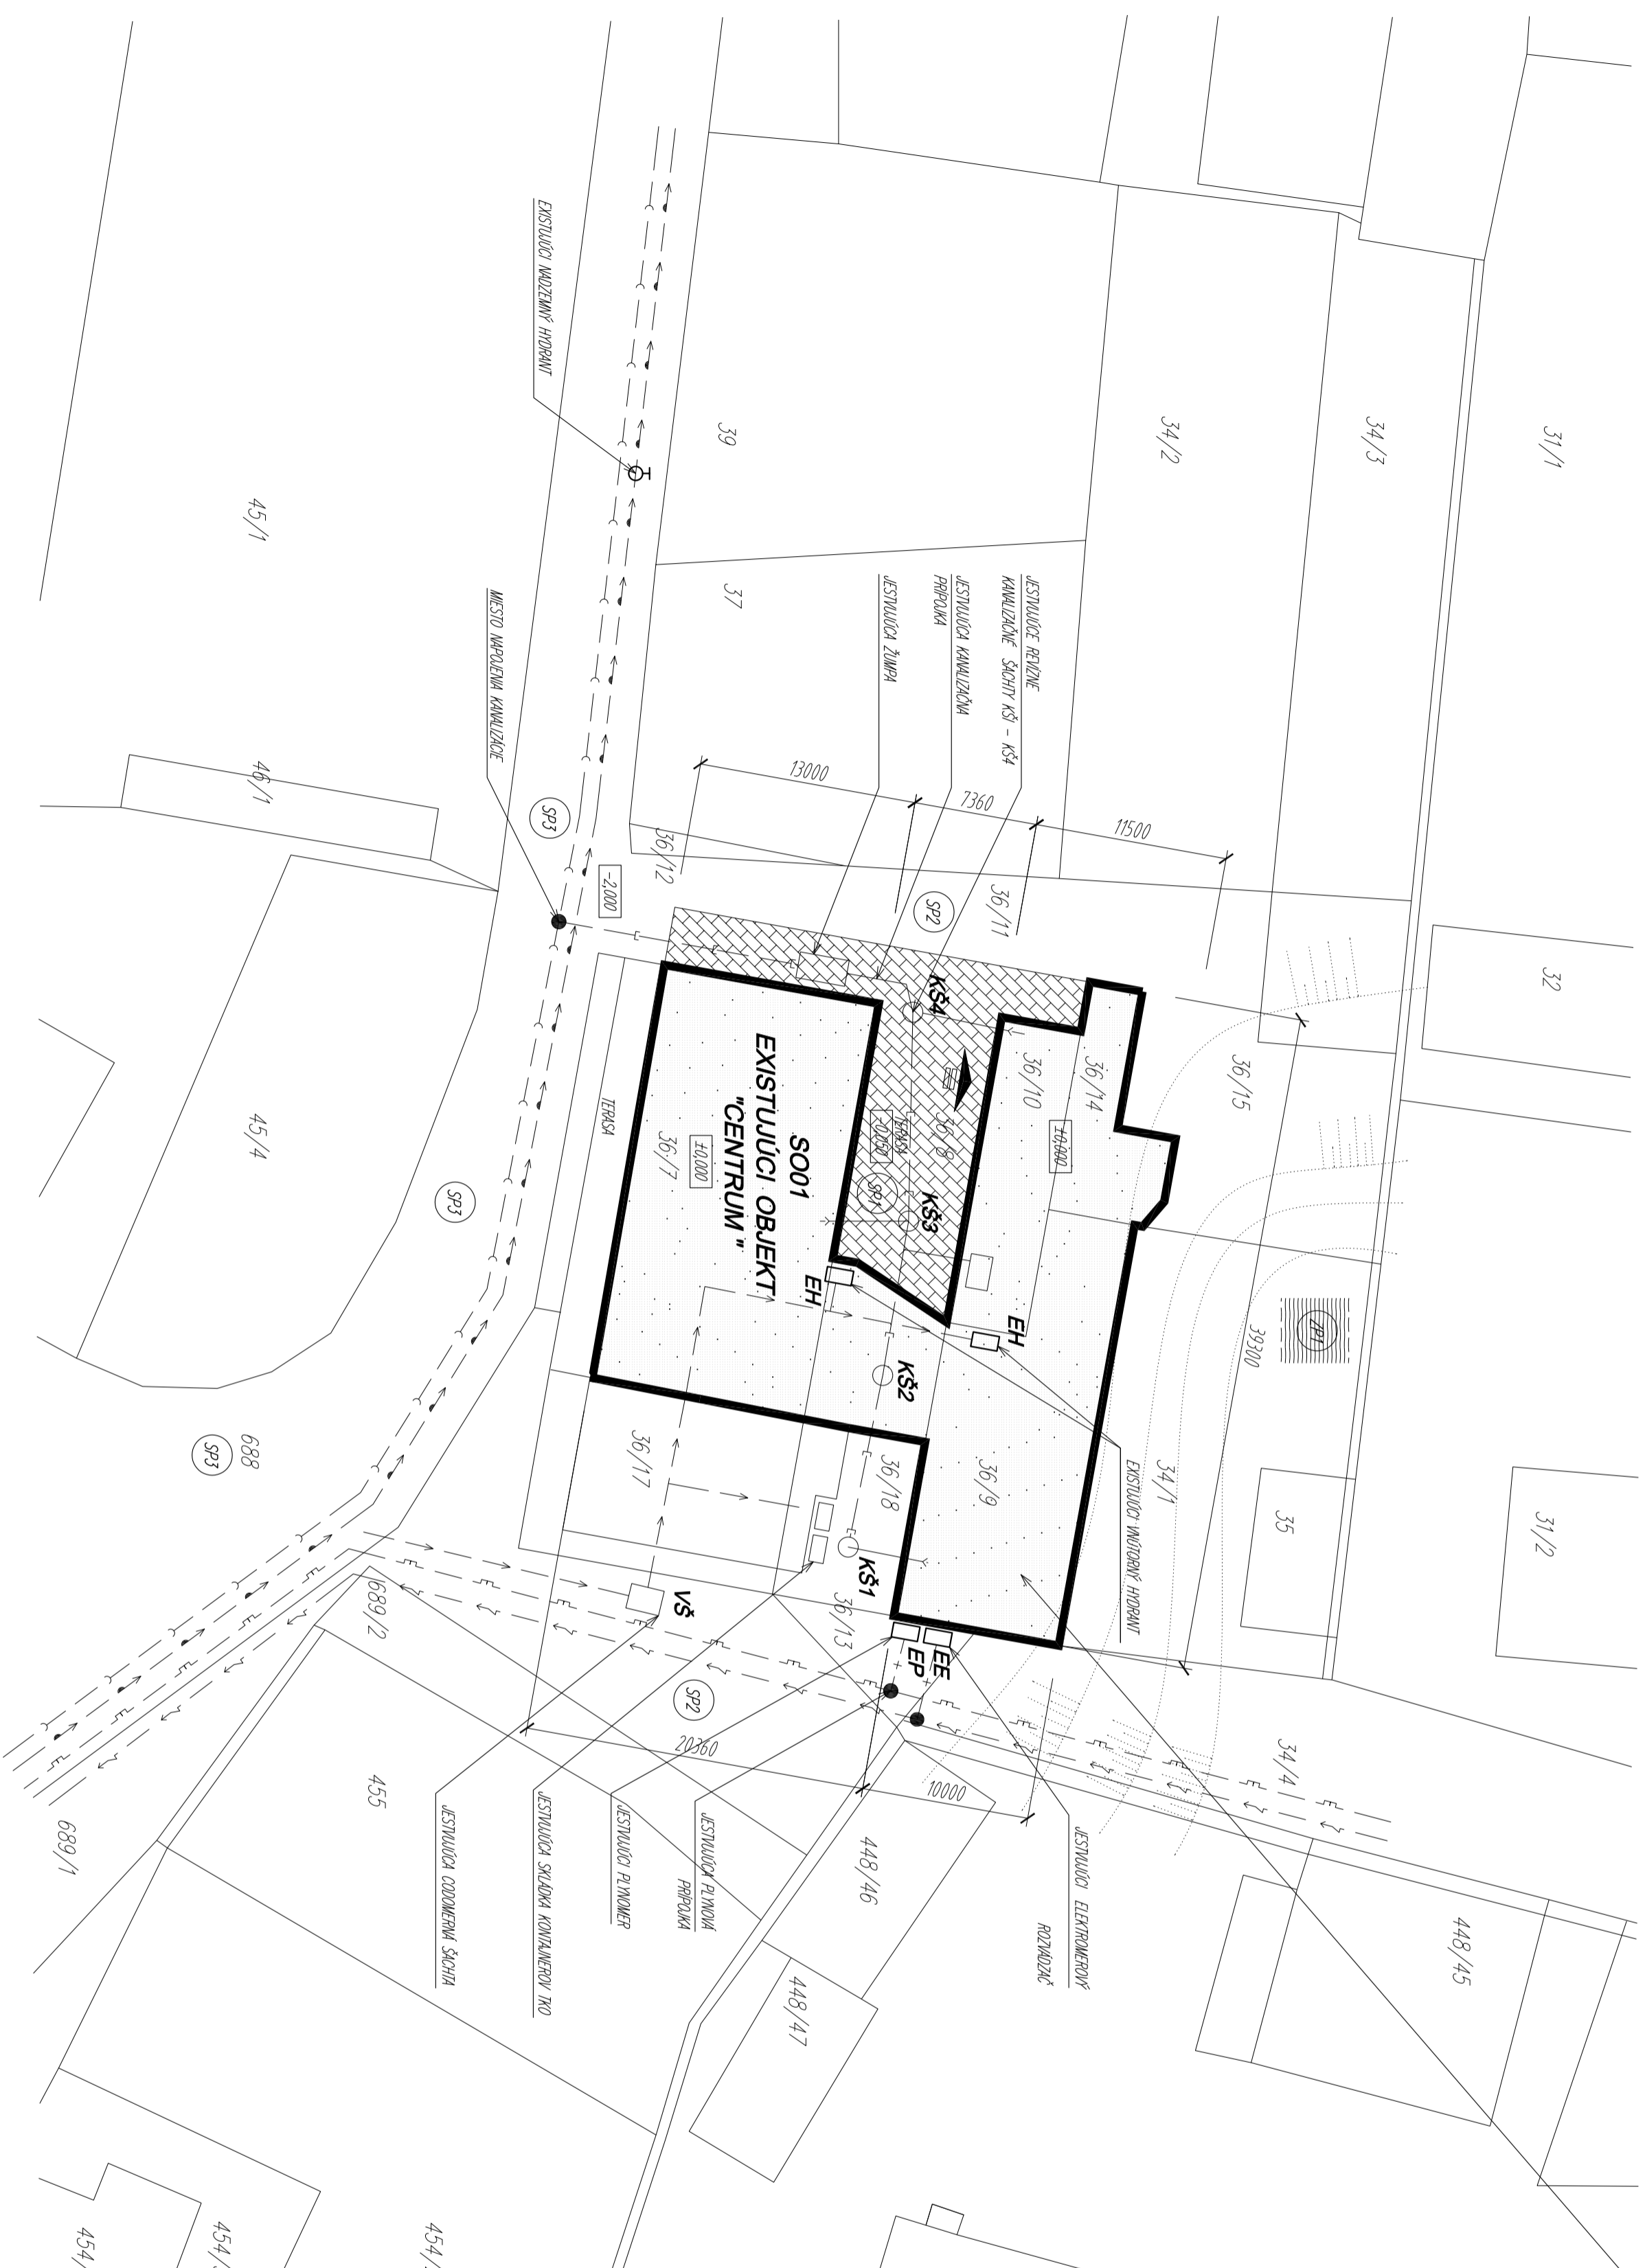 31/1
34/3
34/2
39
37
45/1
EXISTUJÚCI NADZEMNÝ HYDRANT
MIESTO NAPOJENIA KANALIZÁCIE
JESTVUJÚCE REVÍZNE
KANALIZAČNÉ ŠACHTY KŠ1 - KŠ4
JESTVUJÚCA KANALIZAČNÁ
PRÍPOJKA
JESTVUJÚCA ŽUMPA
13000
7360
11500
46/1
SP3
36/12
-2,000
SP2
36/11
32
KŠ4
36/15
36/14
36/10
±0,000
36/8
TERASA
-0,050
SP1
KŠ3
SO01
EXISTUJÚCI OBJEKT
"CENTRUM "
±0,000
36/7
TERASA
45/4
SP3
EH
EH
KŠ2
ZP1
39300
688
SP3
36/17
36/18
36/9
34/1
35
31/2
EXISTUJÚCI VNÚTORNÝ HYDRANT
KŠ1
36/13
VŠ
689/2
EE
EP
SP2
20360
10000
34/4
455
689/1
448/46
448/45
448/47
JESTVUJÚCI ELEKTROMEROVÝ
ROZVÁDZAČ
JESTVUJÚCA PLYNOVÁ
PRÍPOJKA
JESTVUJÚCI PLYNOMER
JESTVUJÚCA SKLÁDKA KONTAJNEROV TKO
JESTVUJÚCA CODOMERNÁ ŠACHTA
454/
454/
454/